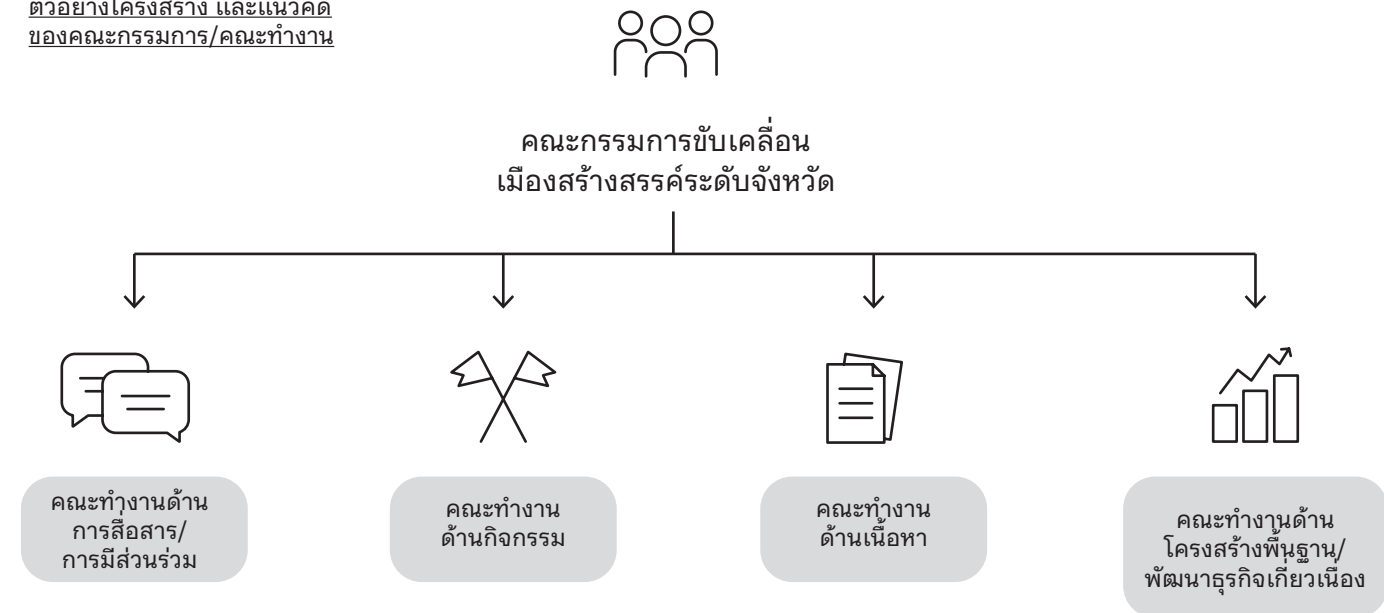 ตัวอย่างโครงสร้าง และแนวคิด
ของคณะกรรมการ/คณะทำงาน
คณะกรรมการขับเคลื่อน
เมืองสร้างสรรค์ระดับจังหวัด
คณะทำงานด้าน
การสื่อสาร/
การมีส่วนร่วม
คณะทำงาน
ด้านกิจกรรม
คณะทำงาน
ด้านเนื้อหา
คณะทำงานด้าน
โครงสร้างพื้นฐาน/
พัฒนาธุรกิจเกี่ยวเนื่อง